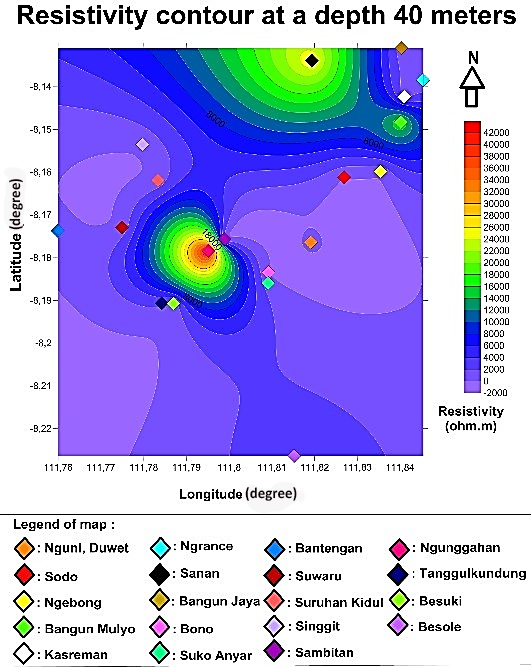 Resistivity contour at a depth 40 meters
-8,14
-8,15
-8,16
-8,17
-8,18
-8,19
-8,2
-8,21
-8,22
Latitude (degree)
8000
8000
18000
N
42000
40000
38000
36000
34000
32000
30000
28000
26000
24000
22000
20000
18000
16000
14000
12000
10000
8000
6000
4000
2000
0
-2000
Resistivity
(ohm.m)
111,76 111,77 111,78 111,79 111,8 111,81 111,82 111,83 111,84
Longitude (degree)
Legend of map :
: Ngunl, Duwet : Ngrance : Bantengan : Ngunggahan
: Sodo : Sanan : Suwaru : Tanggulkundung
: Ngebong : Bangun Jaya : Suruhan Kidul : Besuki
: Bangun Mulyo : Bono : Singgit : Besole
: Kasreman : Suko Anyar : Sambitan